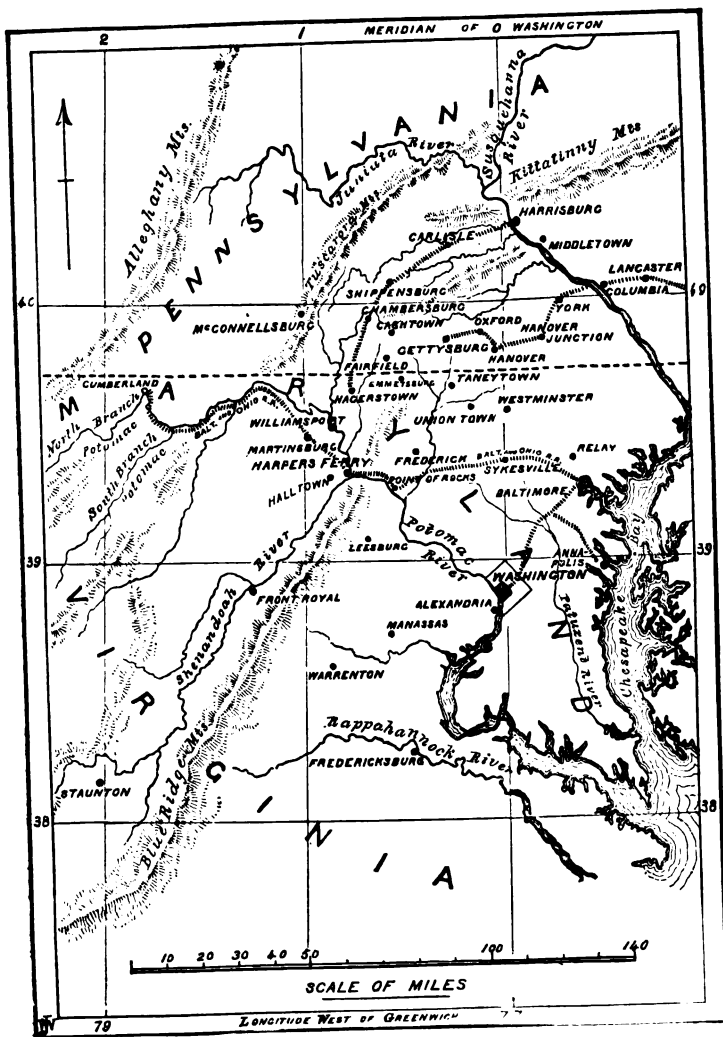 2
1
MERIDIAN OF 0 WASHINGTON
PENNSYLVANIA
Alleghany Mts.
Juniata River
Susquehanna River
Kittatinny Mts
Tuscarora Mts
HARRISBURG
CARLISLE
MIDDLETOWN
LANCASTER
COLUMBIA
SHIPPENSBURG
40
CHAMBERSBURG
YORK
McCONNELLSBURG
CASHTOWN
OXFORD
HANOVER JUNCTION
GETTYSBURG
HANOVER
FAIRFIELD
EMMETSBURG
TANEYTOWN
MARYLAND
CUMBERLAND
HAGERSTOWN
UNION TOWN
WESTMINSTER
BALT. AND OHIO R.R.
North Branch
Potomac
WILLIAMSPORT
MARTINSBURG
South Branch
Potomac
HARPERS FERRY
FREDERICK
BALT. AND OHIO R.R.
SYKESVILLE
RELAY
HALLTOWN
POINT OF ROCKS
BALTIMORE
39
LEESBURG
Potomac River
ANNAPOLIS
WASHINGTON
39
Shenandoah River
FRONT ROYAL
ALEXANDRIA
Patuxent River
Chesapeake Bay
MANASSAS
WARRENTON
VIRGINIA
Rappahannock River
FREDERICKSBURG
STAUNTON
Blue Ridge Mts.
38
38
10 20 30 40 50 100 140
SCALE OF MILES
79
LONGITUDE WEST OF GREENWICH